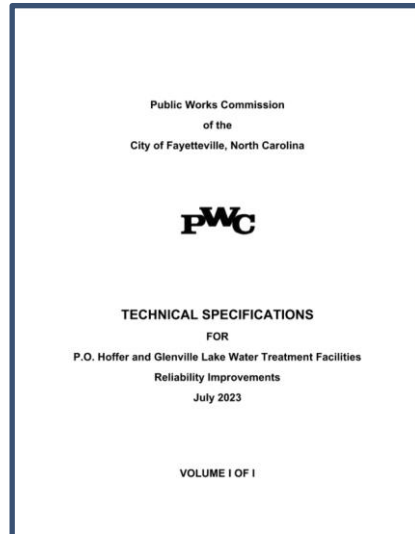 Public Works Commission
of the
City of Fayetteville, North Carolina
PWC
TECHNICAL SPECIFICATIONS
FOR
P.O. Hoffer and Glenville Lake Water Treatment Facilities
Reliability Improvements
July 2023
VOLUME I OF I